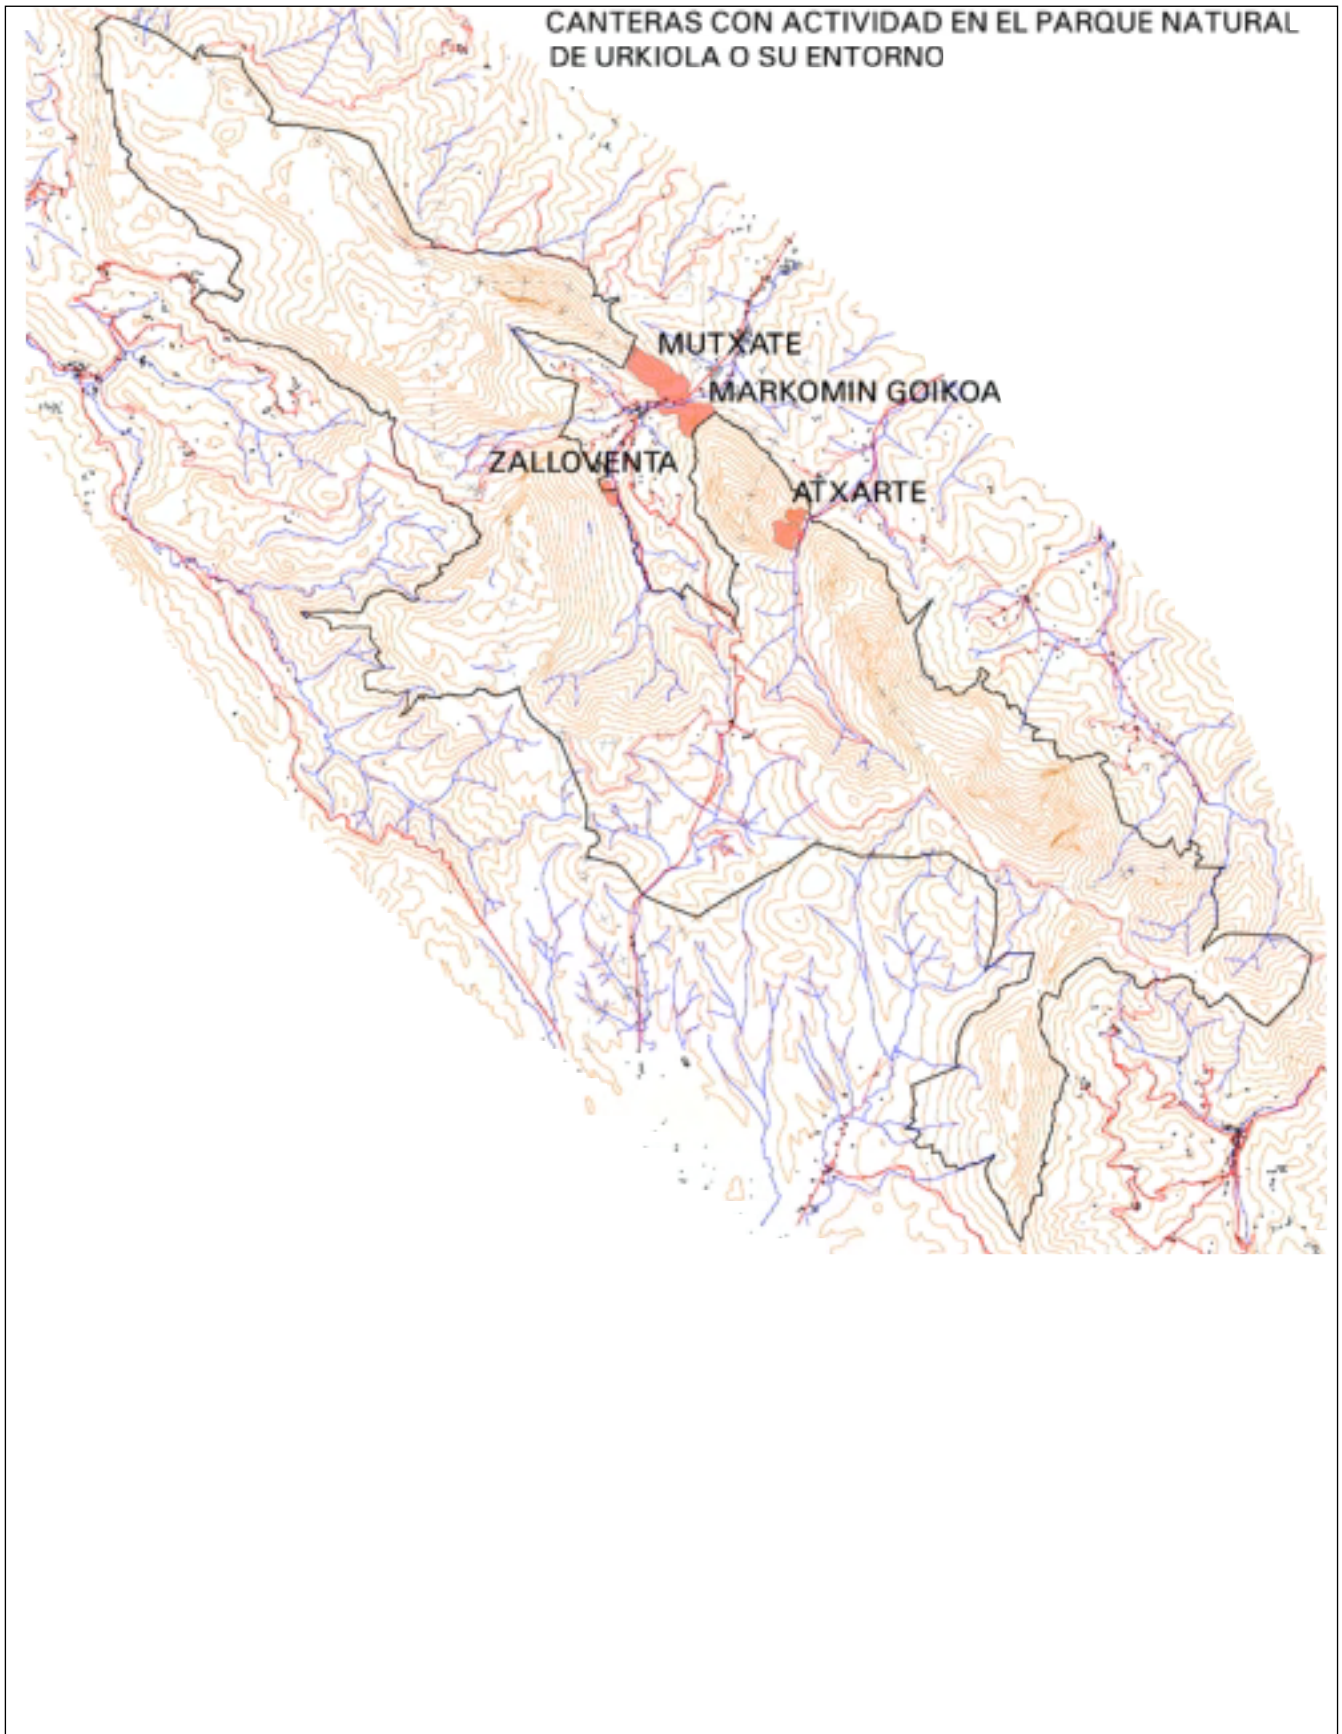 CANTERAS CON ACTIVIDAD EN EL PARQUE NATURAL
DE URKIOLA O SU ENTORNO
MUTXATE
MARKOMIN GOIKOA
ZALLOVENTA
ATXARTE